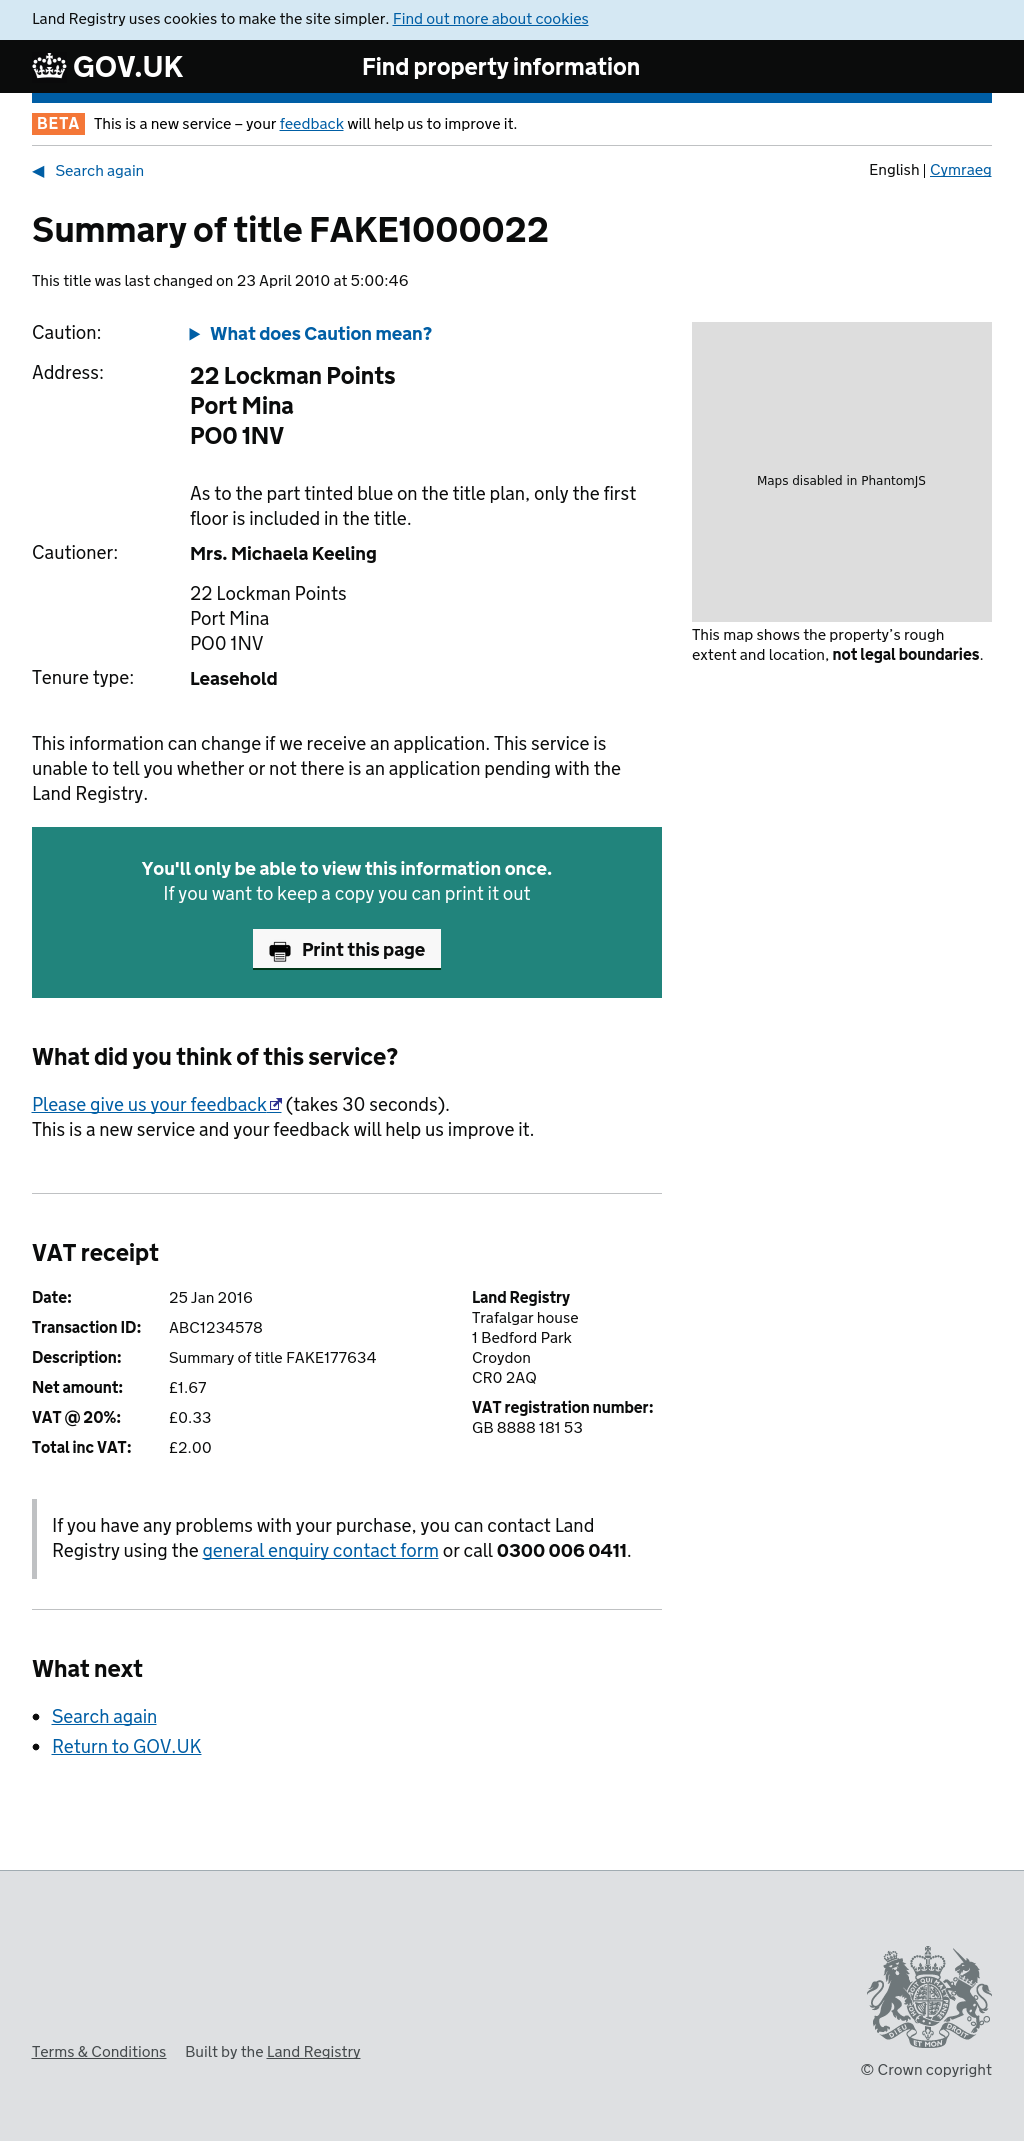 Land Registry uses cookies to make the site simpler. Find out more about cookies
GOV.UK
Find property information
BETA This is a new service – your feedback will help us to improve it.
Search again
English | Cymraeg
Summary of title FAKE1000022
This title was last changed on 23 April 2010 at 5:00:46
Caution:
What does Caution mean?
Address:
22 Lockman Points
Port Mina
PO0 1NV
As to the part tinted blue on the title plan, only the first
floor is included in the title.
Cautioner:
Mrs. Michaela Keeling
22 Lockman Points
Port Mina
PO0 1NV
Tenure type:
Leasehold
Maps disabled in PhantomJS
This map shows the property’s rough
extent and location, not legal boundaries.
This information can change if we receive an application. This service is
unable to tell you whether or not there is an application pending with the
Land Registry.
You'll only be able to view this information once.
If you want to keep a copy you can print it out
Print this page
What did you think of this service?
Please give us your feedback (takes 30 seconds).
This is a new service and your feedback will help us improve it.
VAT receipt
Date: 25 Jan 2016
Transaction ID: ABC1234578
Description: Summary of title FAKE177634
Net amount: £1.67
VAT @ 20%: £0.33
Total inc VAT: £2.00
Land Registry
Trafalgar house
1 Bedford Park
Croydon
CR0 2AQ
VAT registration number:
GB 8888 181 53
If you have any problems with your purchase, you can contact Land
Registry using the general enquiry contact form or call 0300 006 0411.
What next
Search again
Return to GOV.UK
DIEU ET MON DROIT
Terms & Conditions
Built by the Land Registry
© Crown copyright